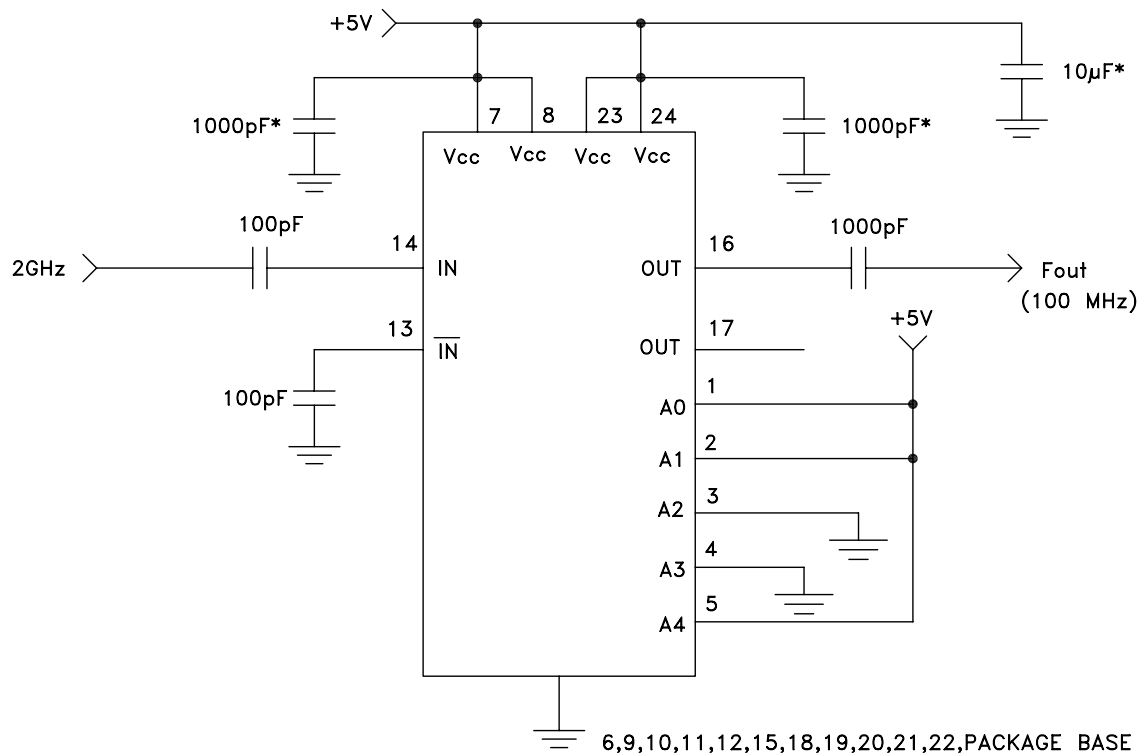 +5V
10µF*
1000pF*
7
8
23
24
1000pF*
Vcc
Vcc
Vcc
Vcc
100pF
1000pF
14
16
2GHz
IN
OUT
Fout
(100 MHz)
13
17
+5V
I̅N̅
OUT
100pF
1
A0
2
A1
3
A2
4
A3
5
A4
6,9,10,11,12,15,18,19,20,21,22,PACKAGE BASE